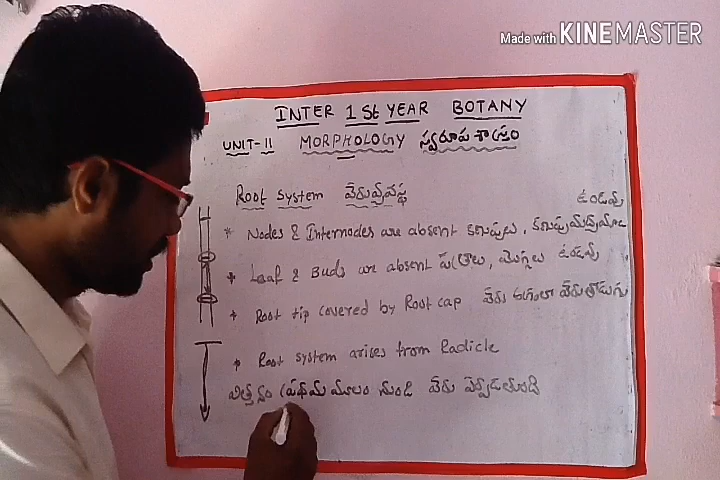 Made with KINEMASTER
INTER 1st YEAR BOTANY
UNIT-II MORPHOLOGY స్వరూప శాస్త్రం
Root System వేరువ్యవస్థ
ఉండవు
* Nodes & Internodes are absent కణుపులు, కణుపుమధ్యమాలు
* Leaf & Buds are absent పత్రాలు, మొగ్గలు ఉండవు
* Root tip covered by Root cap వేరు వేరుతొడుగు
* Root system arises from Radicle
ప్రథమ మూలం నుండి వేరు ఏర్పడుతుంది